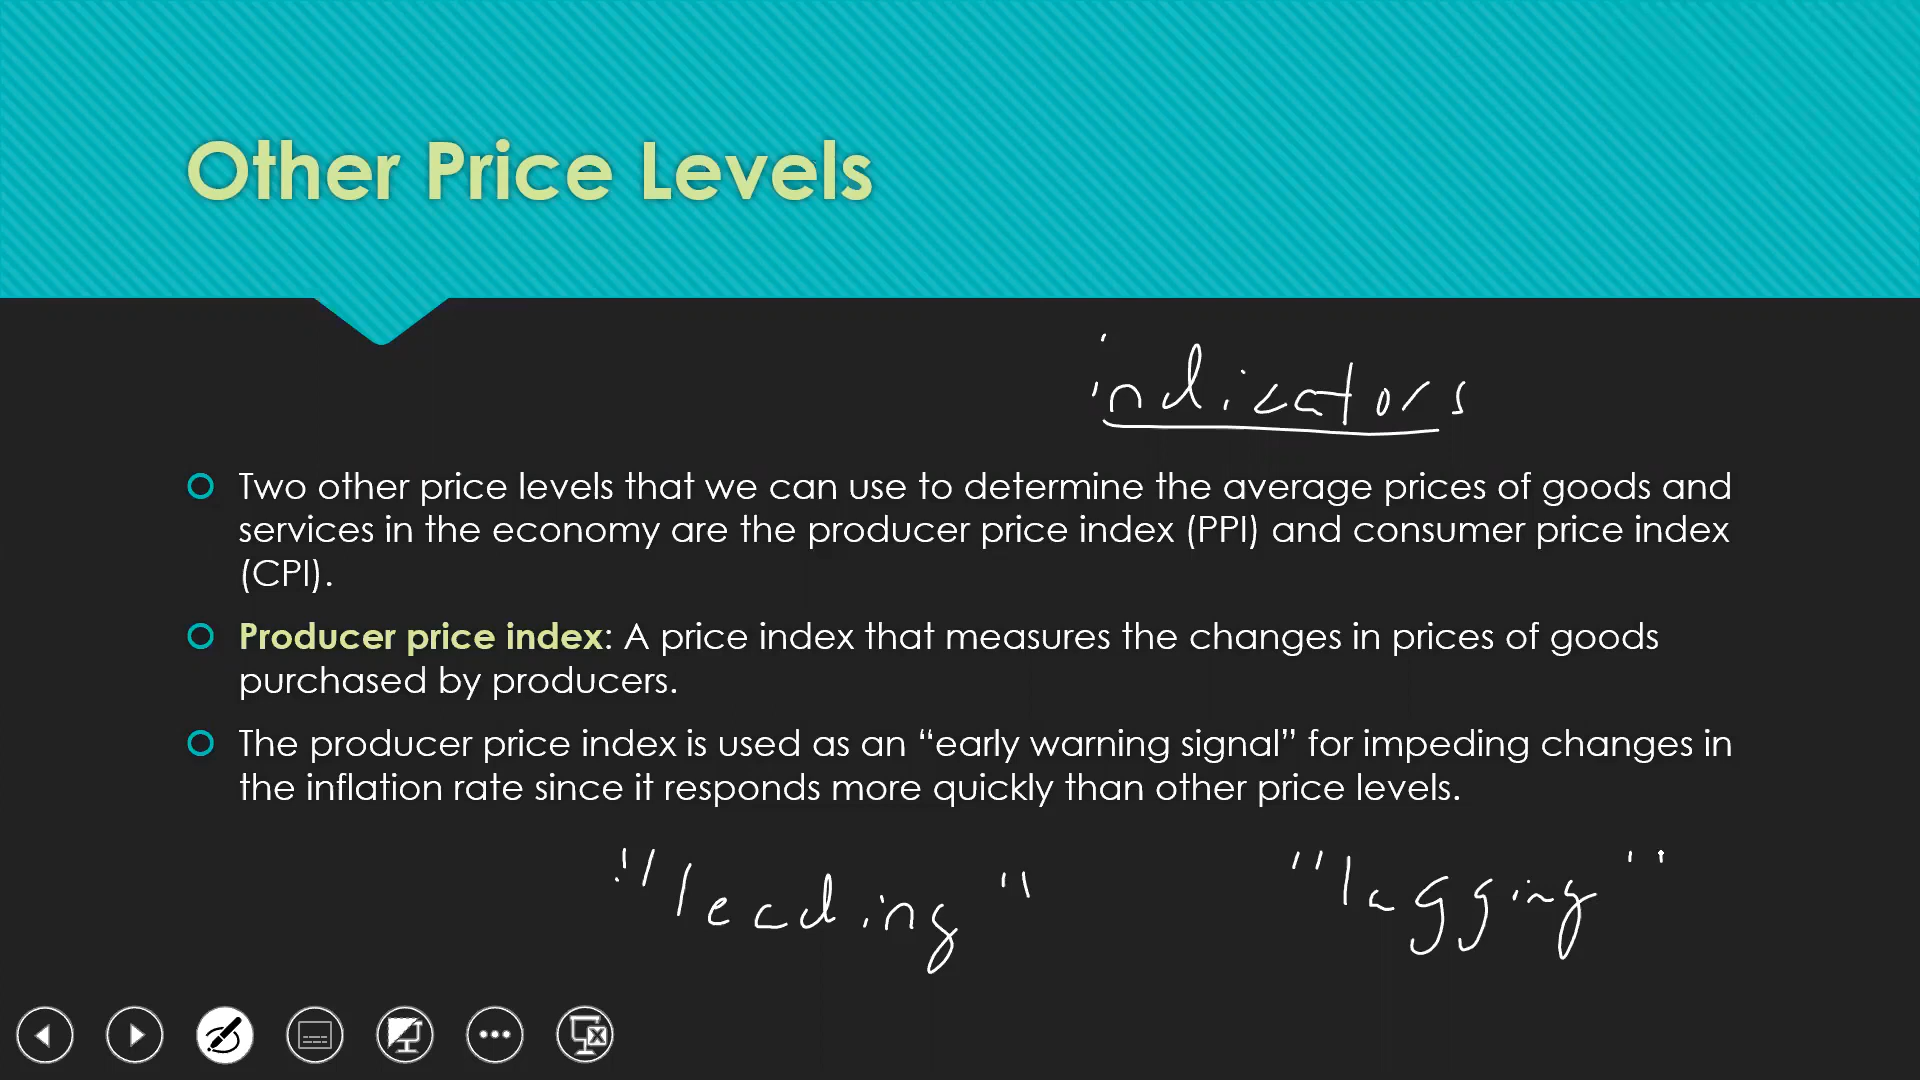 Other Price Levels
indicators
Two other price levels that we can use to determine the average prices of goods and
services in the economy are the producer price index (PPI) and consumer price index
(CPI).
Producer price index: A price index that measures the changes in prices of goods
purchased by producers.
The producer price index is used as an “early warning signal” for impeding changes in
the inflation rate since it responds more quickly than other price levels.
"leading" "lagging"